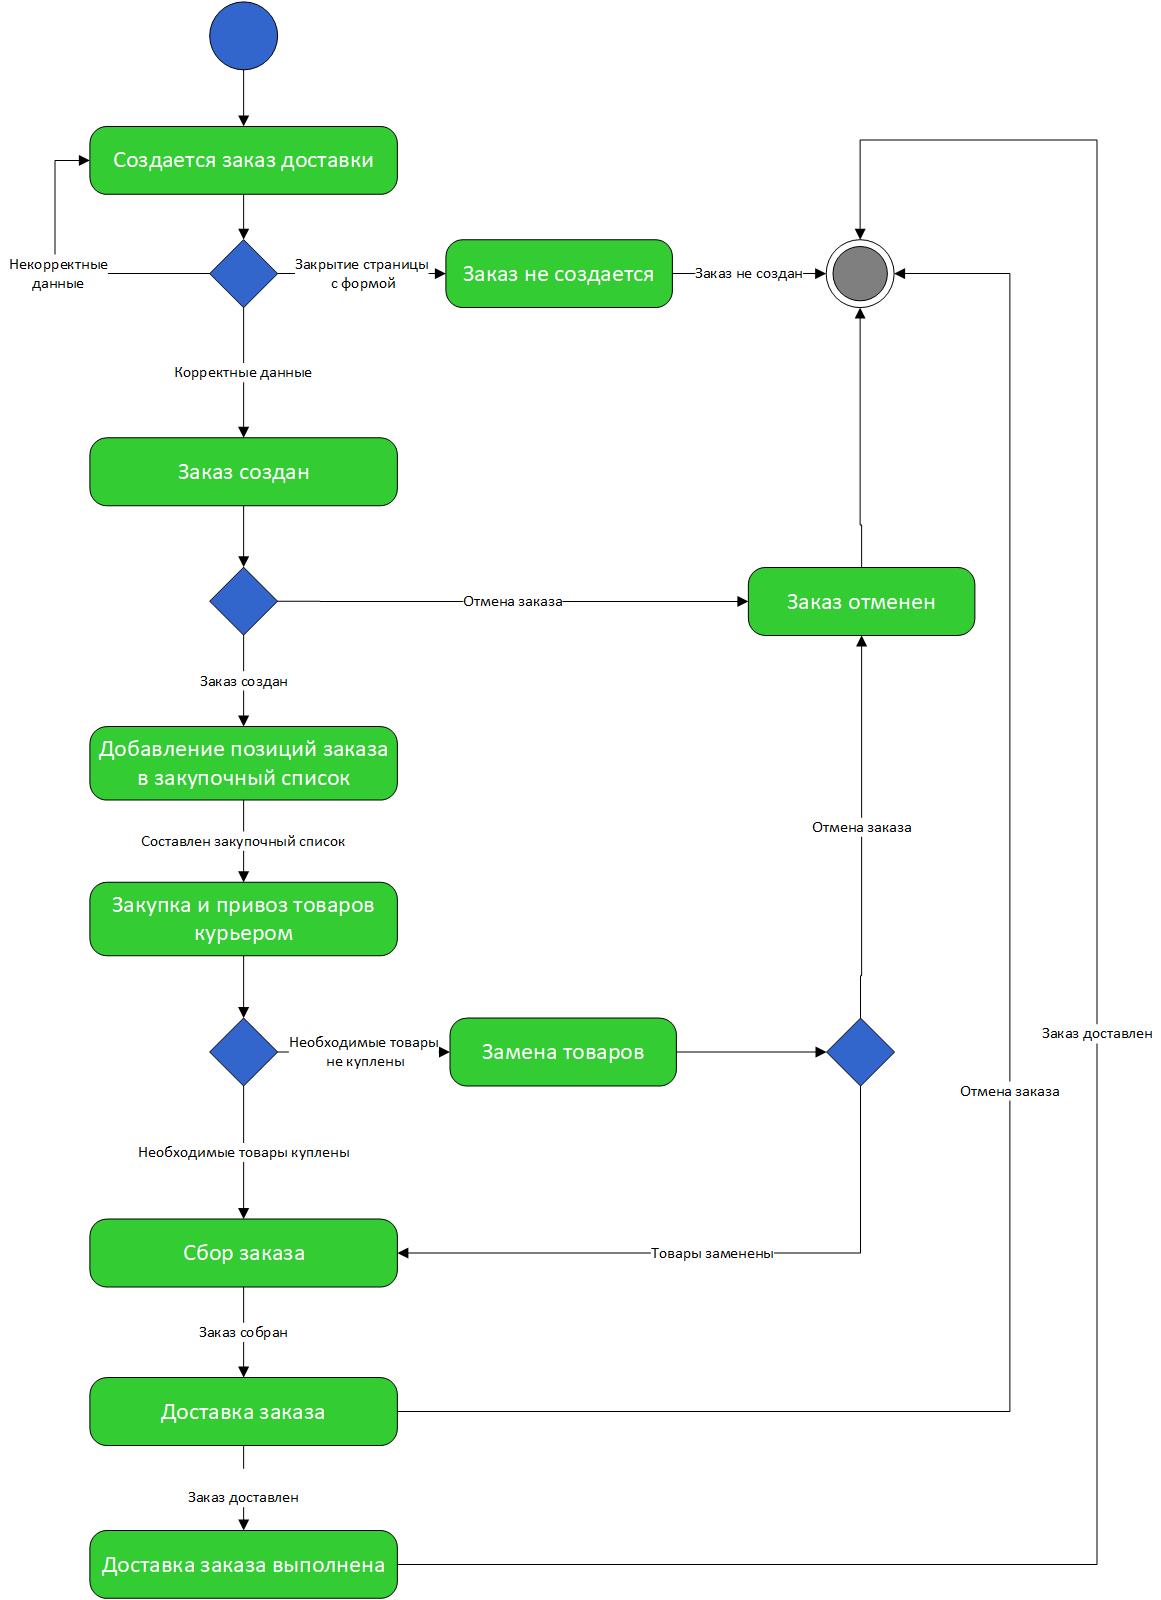 Создается заказ доставки
Некорректные
данные
Закрытие страницы
с формой
Заказ не создается
Заказ не создан
Корректные данные
Заказ создан
Отмена заказа
Заказ отменен
Заказ создан
Добавление позиций заказа
в закупочный список
Отмена заказа
Составлен закупочный список
Закупка и привоз товаров
курьером
Необходимые товары
не куплены
Замена товаров
Заказ доставлен
Отмена заказа
Необходимые товары куплены
Сбор заказа
Товары заменены
Заказ собран
Доставка заказа
Заказ доставлен
Доставка заказа выполнена